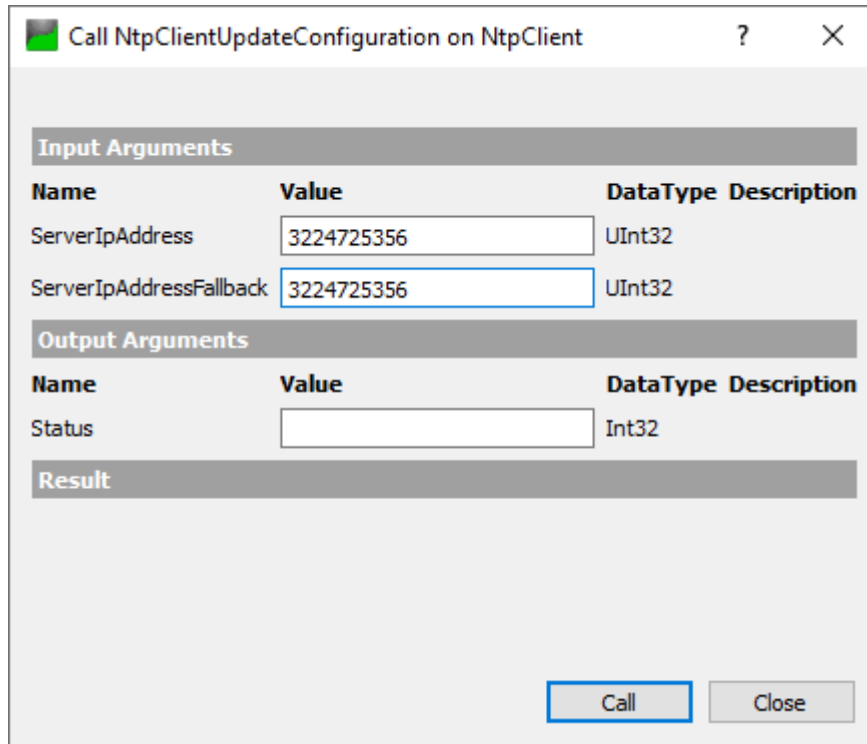 Call NtpClientUpdateConfiguration on NtpClient ?
Input Arguments
Name Value DataType Description
ServerIpAddress 3224725356 UInt32
ServerIpAddressFallback 3224725356 UInt32
Output Arguments
Name Value DataType Description
Status Int32
Result
Call Close